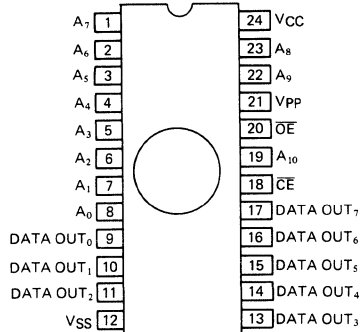 A₇ 1 24 VCC
A₆ 2 23 A₈
A₅ 3 22 A₉
A₄ 4 21 VPP
A₃ 5 20 O̅E̅
A₂ 6 19 A₁₀
A₁ 7 18 C̅E̅
A₀ 8 17 DATA OUT₇
DATA OUT₀ 9 16 DATA OUT₆
DATA OUT₁ 10 15 DATA OUT₅
DATA OUT₂ 11 14 DATA OUT₄
VSS 12 13 DATA OUT₃